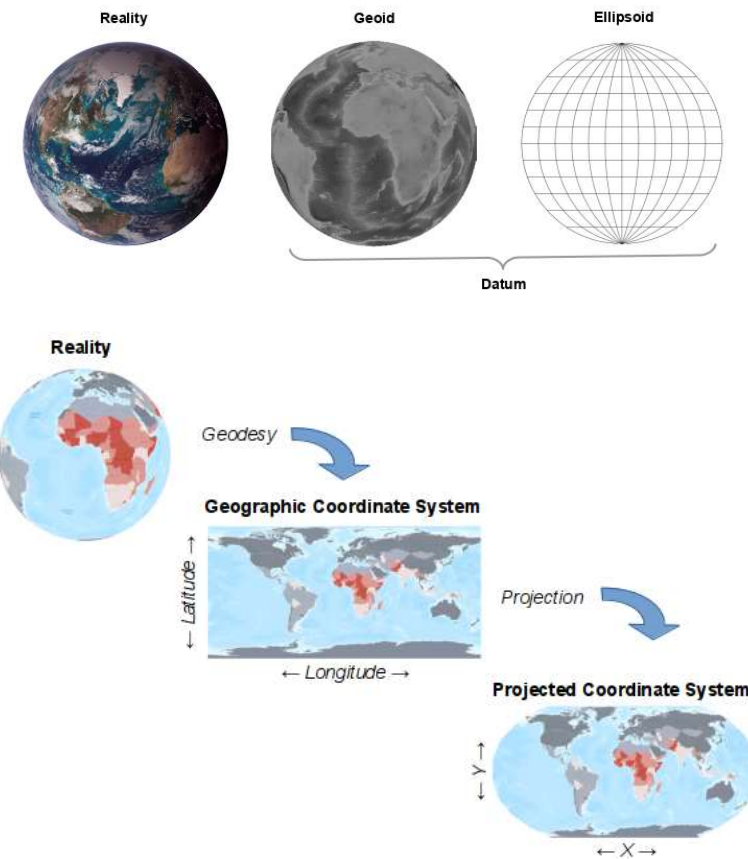 Reality
Geoid
Ellipsoid
Datum
Reality
Geodesy
Geographic Coordinate System
← Latitude →
← Longitude →
Projection
Projected Coordinate System
← Y →
← X →